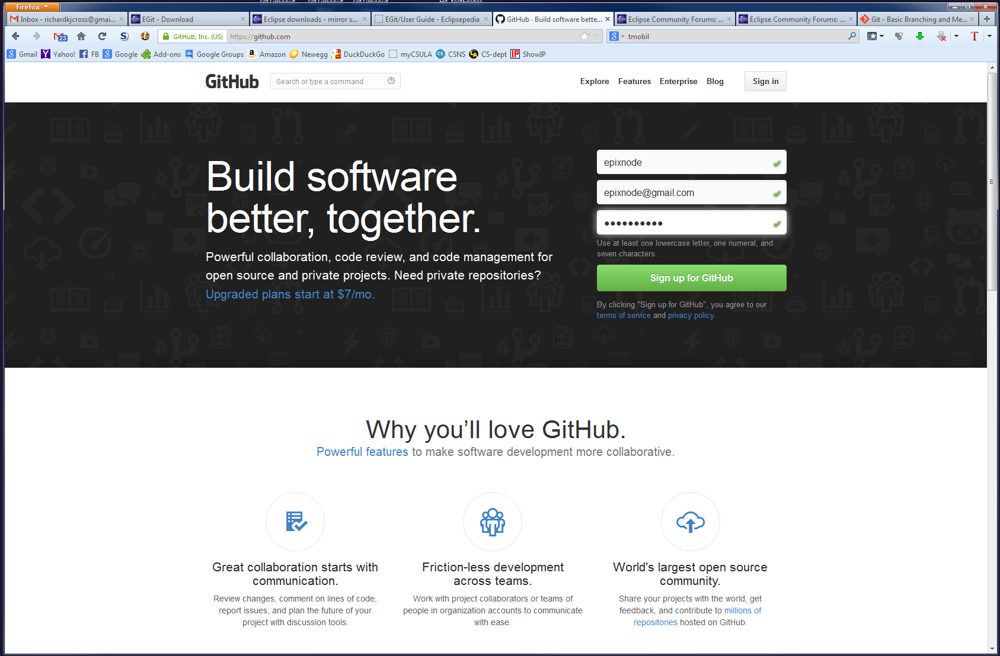 setTimeout setTimeout setTimeout
Firefox
Inbox - richardkjcross@gmai... EGit - Download Eclipse downloads - mirror s... EGit/User Guide - Eclipsepedia GitHub · Build software bette... Eclipse Community Forums: ... Eclipse Community Forums: ... Git - Basic Branching and Me...
23 S GitHub, Inc. (US) https://github.com 8 tmobil T
Gmail Yahoo! FB Google Add-ons Google Groups Amazon Newegg DuckDuckGo myCSULA CSNS CS-dept ShowIP
GitHub Search or type a command Explore Features Enterprise Blog Sign in
Build software
better, together.
Powerful collaboration, code review, and code management for
open source and private projects. Need private repositories?
Upgraded plans start at $7/mo.
epixnode
epixnode@gmail.com
••••••••••
Use at least one lowercase letter, one numeral, and
seven characters.
Sign up for GitHub
By clicking "Sign up for GitHub", you agree to our
terms of service and privacy policy.
Why you’ll love GitHub.
Powerful features to make software development more collaborative.
Great collaboration starts with
communication.
Review changes, comment on lines of code,
report issues, and plan the future of your
project with discussion tools.
Friction-less development
across teams.
Work with project collaborators or teams of
people in organization accounts to communicate
with ease.
World's largest open source
community.
Share your projects with the world, get
feedback, and contribute to millions of
repositories hosted on GitHub.